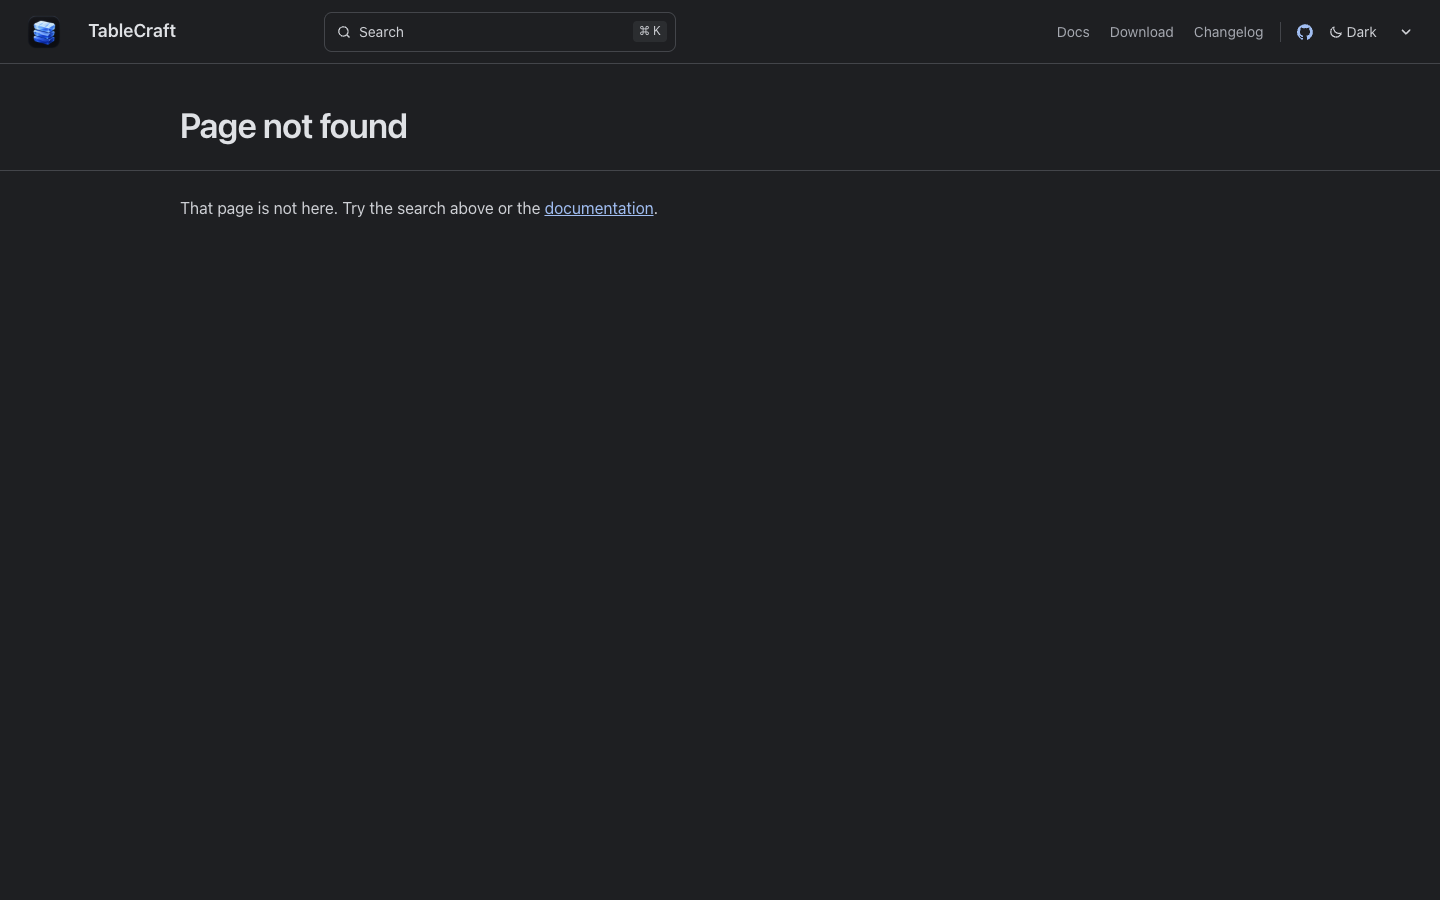 TableCraft
Search
⌘ K
Docs
Download
Changelog
Dark
Page not found
That page is not here. Try the search above or the documentation.